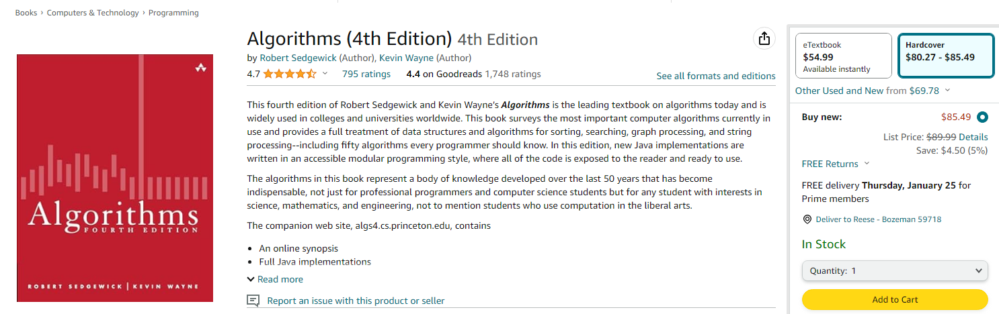 Books › Computers & Technology › Programming
Algorithms
FOURTH EDITION
ROBERT SEDGEWICK | KEVIN WAYNE
Algorithms (4th Edition) 4th Edition
by Robert Sedgewick (Author), Kevin Wayne (Author)
4.7 795 ratings 4.4 on Goodreads 1,748 ratings
See all formats and editions
This fourth edition of Robert Sedgewick and Kevin Wayne's Algorithms is the leading textbook on algorithms today and is
widely used in colleges and universities worldwide. This book surveys the most important computer algorithms currently in
use and provides a full treatment of data structures and algorithms for sorting, searching, graph processing, and string
processing--including fifty algorithms every programmer should know. In this edition, new Java implementations are
written in an accessible modular programming style, where all of the code is exposed to the reader and ready to use.
The algorithms in this book represent a body of knowledge developed over the last 50 years that has become
indispensable, not just for professional programmers and computer science students but for any student with interests in
science, mathematics, and engineering, not to mention students who use computation in the liberal arts.
The companion web site, algs4.cs.princeton.edu, contains
• An online synopsis
• Full Java implementations
Read more
Report an issue with this product or seller
eTextbook
$54.99
Available instantly
Hardcover
$80.27 - $85.49
Other Used and New from $69.78
Buy new: $85.49
List Price: $89.99 Details
Save: $4.50 (5%)
FREE Returns
FREE delivery Thursday, January 25 for
Prime members
Deliver to Reese - Bozeman 59718
In Stock
Quantity: 1
Add to Cart